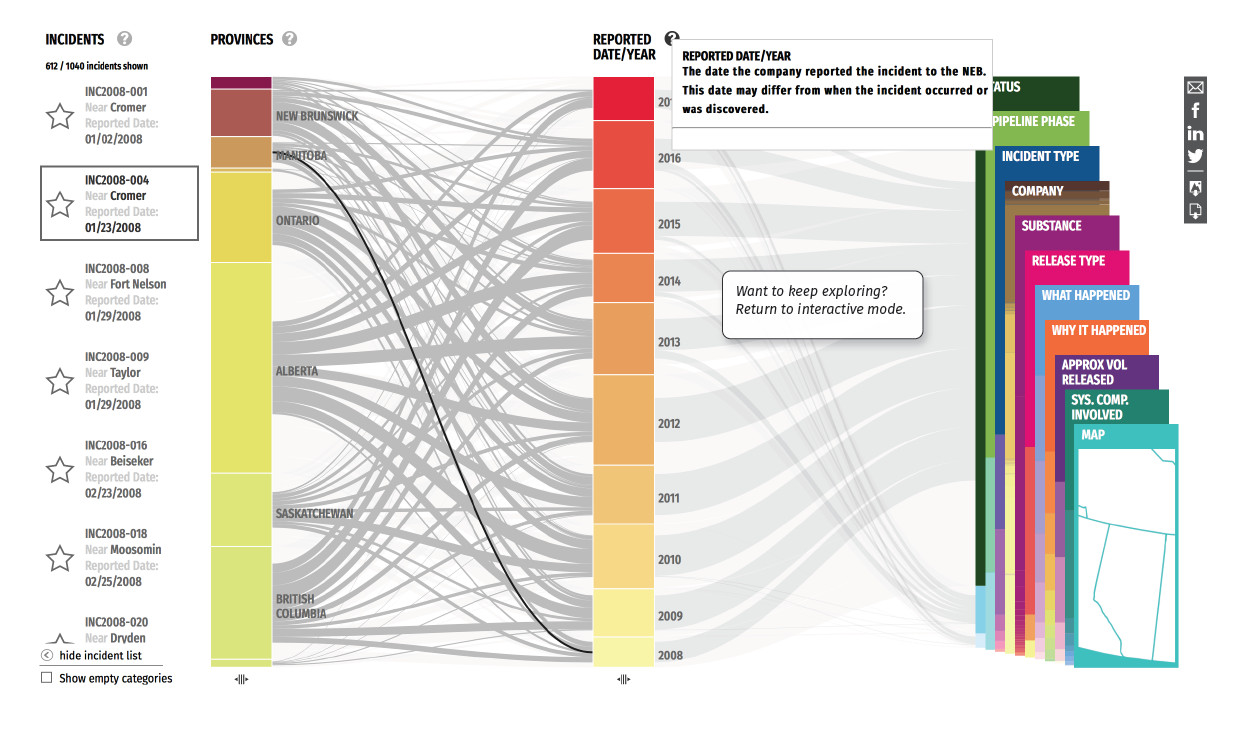 INCIDENTS ?
612 / 1040 incidents shown
INC2008-001
Near Cromer
Reported Date:
01/02/2008
INC2008-004
Near Cromer
Reported Date:
01/23/2008
INC2008-008
Near Fort Nelson
Reported Date:
01/29/2008
INC2008-009
Near Taylor
Reported Date:
01/29/2008
INC2008-016
Near Beiseker
Reported Date:
02/23/2008
INC2008-018
Near Moosomin
Reported Date:
02/25/2008
INC2008-020
Near Dryden
hide incident list
Show empty categories
PROVINCES ?
NEW BRUNSWICK
MANITOBA
ONTARIO
ALBERTA
SASKATCHEWAN
BRITISH
COLUMBIA
REPORTED
DATE/YEAR ?
REPORTED DATE/YEAR
The date the company reported the incident to the NEB.
This date may differ from when the incident occurred or
was discovered.
201
2016
2015
2014
2013
2012
2011
2010
2009
2008
Want to keep exploring?
Return to interactive mode.
TATUS
PIPELINE PHASE
INCIDENT TYPE
COMPANY
SUBSTANCE
RELEASE TYPE
WHAT HAPPENED
WHY IT HAPPENED
APPROX VOL
RELEASED
SYS. COMP.
INVOLVED
MAP
f
in